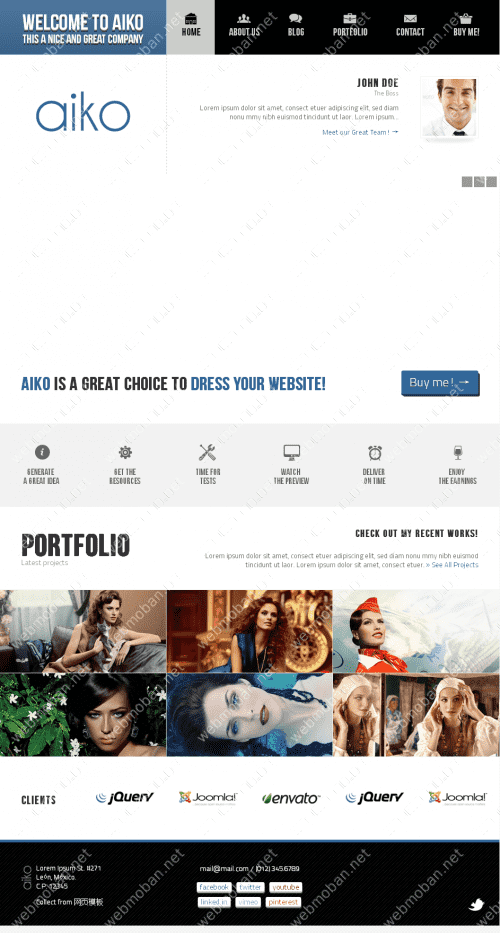 WELCOME TO AIKO
THIS A NICE AND GREAT COMPANY
HOME
ABOUT US
BLOG
PORTFOLIO
CONTACT
BUY ME!
aiko
JOHN DOE
The Boss
Lorem ipsum dolor sit amet, consect etuer adipiscing elit, sed diam
nonu mmy nibh euismod tincidunt ut laor. Lorem ipsum...
Meet our Great Team! →
AIKO IS A GREAT CHOICE TO DRESS YOUR WEBSITE!
Buy me! →
GENERATE
A GREAT IDEA
GET THE
RESOURCES
TIME FOR
TESTS
WATCH
THE PREVIEW
DELIVER
ON TIME
ENJOY
THE EARNINGS
PORTFOLIO
Latest projects
CHECK OUT MY RECENT WORKS!
Lorem ipsum dolor sit amet, consect etuer adipiscing elit, sed diam nonu mmy nibh euismod
tincidunt ut laor. Lorem ipsum dolor sit amet, consect etuer. » See All Projects
CLIENTS
jQuery
Joomla!
envato
jQuery
Joomla!
aiko
Lorem Ipsum St. #271
León, México.
C.P. 12345
Collect from 网页模板
mail@mail.com / (012) 345.6789
facebook
twitter
youtube
linked in
vimeo
pinterest
webmoban.net